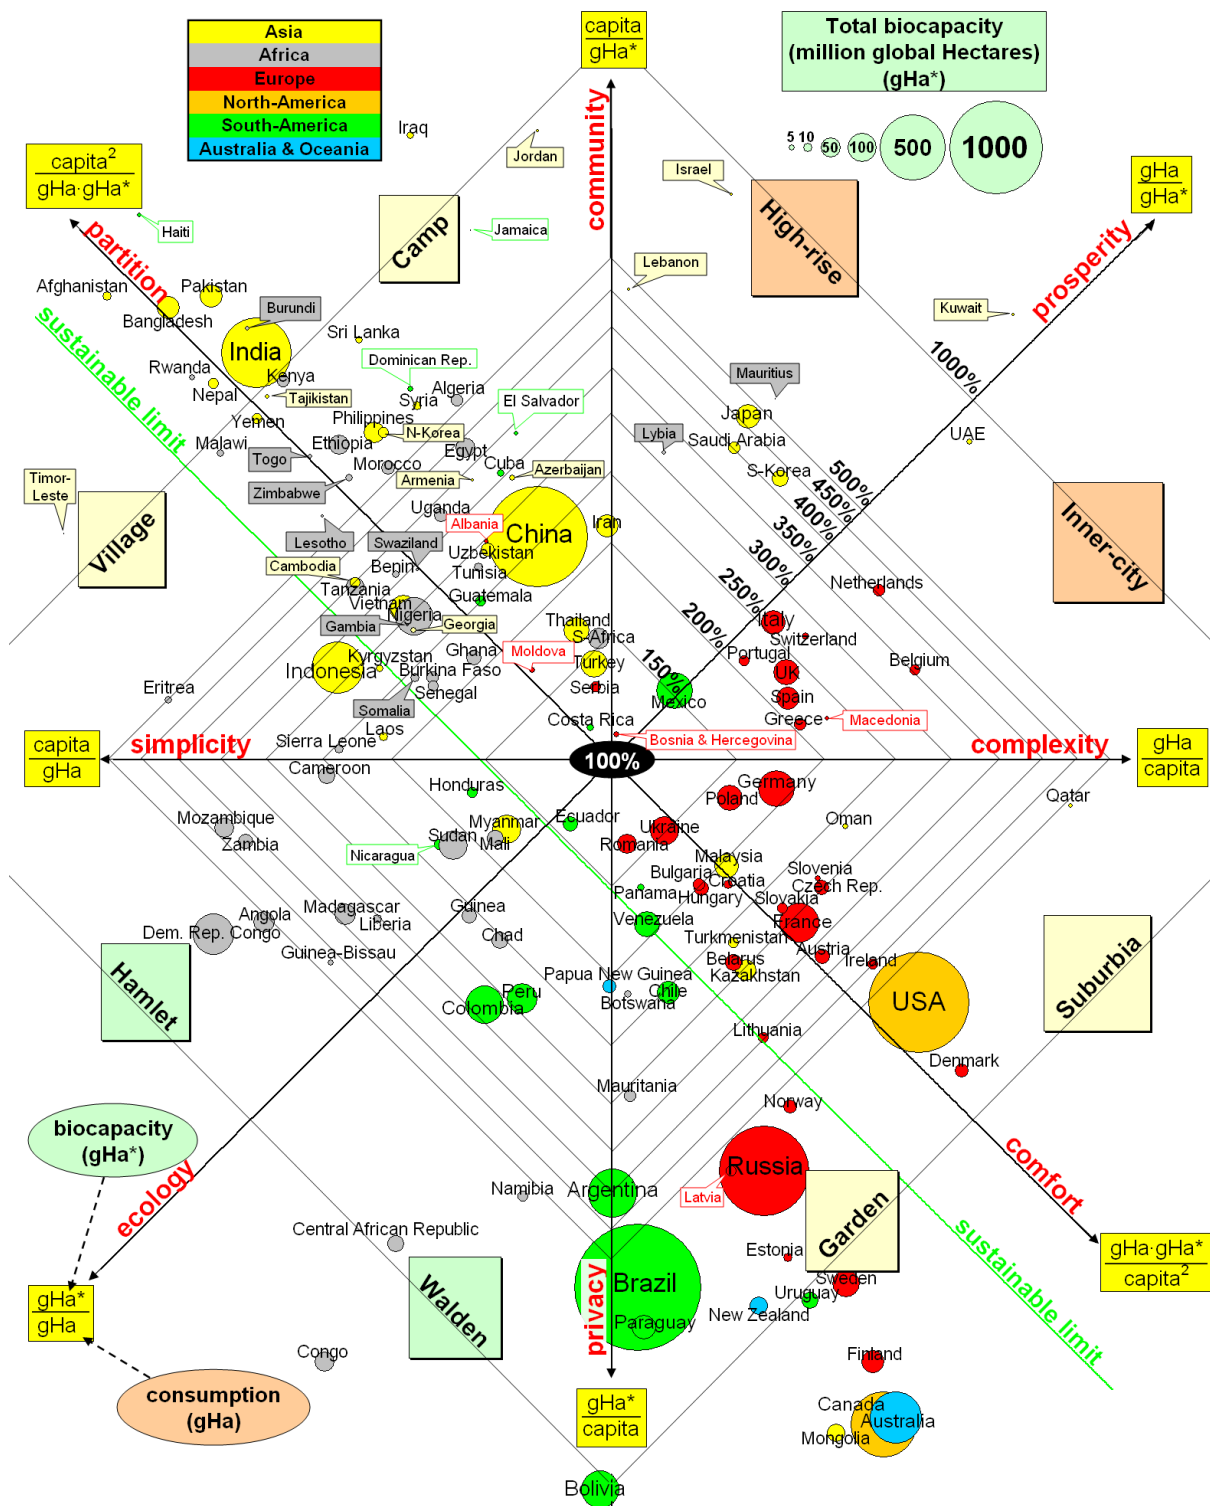 Asia
Africa
Europe
North-America
South-America
Australia & Oceania
capita
gHa*
Total biocapacity
(million global Hectares)
(gHa*)
5
10
50
100
500
1000
capita²
gHa·gHa*
gHa
gHa*
Iraq
Jordan
Israel
Haiti
Camp
Jamaica
High-rise
community
partition
prosperity
Lebanon
Kuwait
Afghanistan
Pakistan
Bangladesh
Burundi
India
Sri Lanka
sustainable limit
Dominican Rep.
Rwanda
Kenya
Nepal
Tajikistan
Syria
Algeria
El Salvador
Mauritius
1000%
Japan
UAE
Yemen
Philippines
N-Korea
Malawi
Ethiopia
Egypt
Lybia
Saudi Arabia
Togo
Morocco
Cuba
Azerbaijan
S-Korea
500%
450%
400%
350%
300%
250%
200%
150%
Timor-
Leste
Village
Zimbabwe
Armenia
Uganda
Albania
China
Iran
Inner-city
Lesotho
Swaziland
Uzbekistan
Cambodia
Benin
Tunisia
Tanzania
Vietnam
Guatemala
Netherlands
Gambia
Nigeria
Georgia
Thailand
S-Africa
Italy
Switzerland
Indonesia
Kyrgyzstan
Ghana
Moldova
Turkey
Portugal
UK
Belgium
Burkina Faso
Senegal
Eritrea
Somalia
Serbia
Mexico
Spain
Costa Rica
Greece
Macedonia
Laos
Sierra Leone
Bosnia & Hercegovina
capita
gHa
simplicity
100%
complexity
gHa
capita
Cameroon
Honduras
Germany
Poland
Qatar
Mozambique
Zambia
Nicaragua
Sudan
Myanmar
Mali
Ecuador
Ukraine
Romania
Oman
Malaysia
Bulgaria
Croatia
Slovenia
Czech Rep.
Panama
Hungary
Slovakia
Dem. Rep. Congo
Angola
Madagascar
Liberia
Guinea
Chad
Venezuela
France
Turkmenistan
Guinea-Bissau
Belarus
Austria
Ireland
Kazakhstan
Hamlet
Papua New Guinea
Botswana
Chile
Colombia
Peru
USA
Suburbia
Lithuania
Denmark
Mauritania
Norway
biocapacity
(gHa*)
ecology
comfort
Namibia
Argentina
Russia
Latvia
Central African Republic
Estonia
Garden
sustainable limit
gHa·gHa*
capita²
Walden
privacy
Brazil
Paraguay
New Zealand
Uruguay
Sweden
gHa*
gHa
Congo
Finland
consumption
(gHa)
gHa*
capita
Canada
Australia
Mongolia
Bolivia